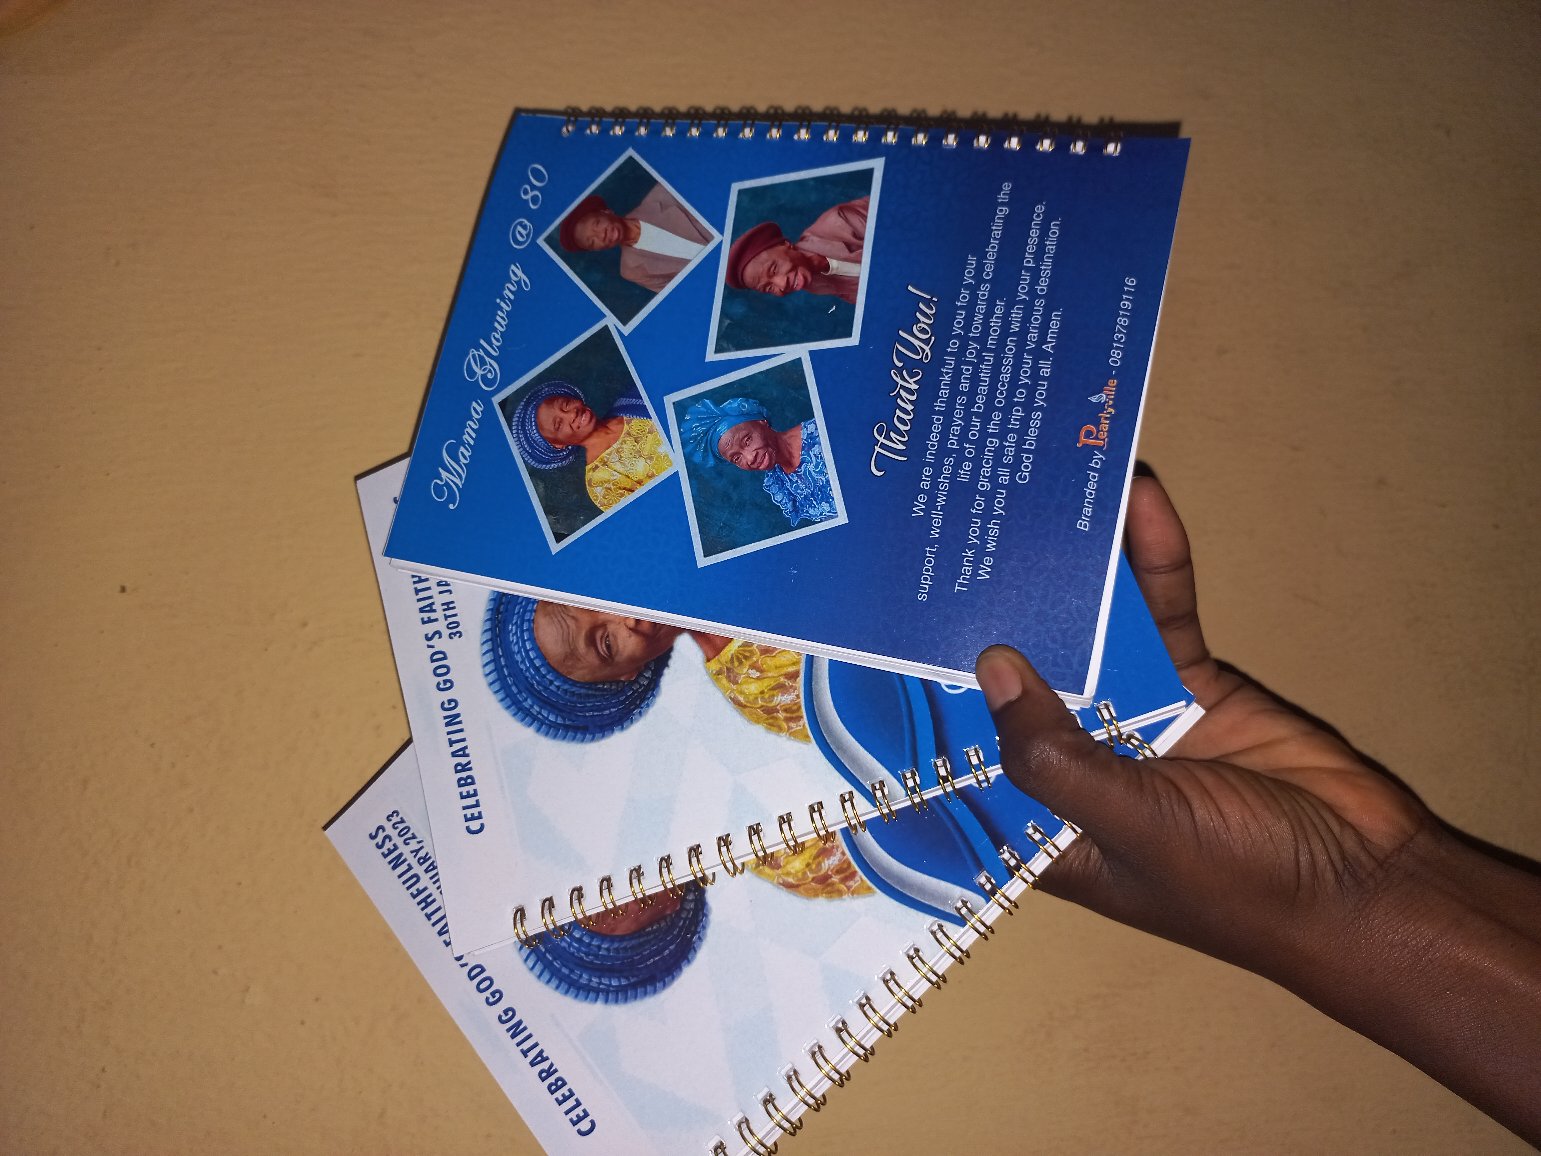 CELEBRATING GOD'S FAITHFULNESS
UARY,2023
CELEBRATING GOD'S FAITH
30TH JA
Mama Glowing @ 80
Thank You!
We are indeed thankful to you for your
support, well-wishes, prayers and joy towards celebrating the
life of our beautiful mother.
Thank you for gracing the occassion with your presence.
We wish you all safe trip to your various destination.
God bless you all. Amen.
Branded by Pearlyville - 08137819116